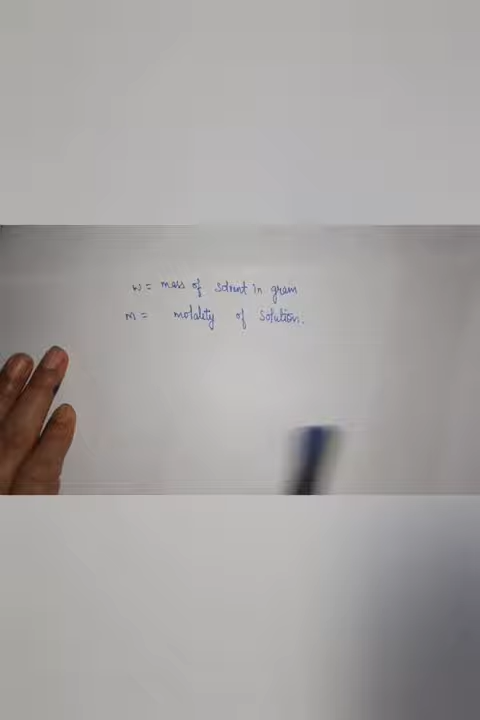 w = mass of solvent in gram
m = molality of solution.